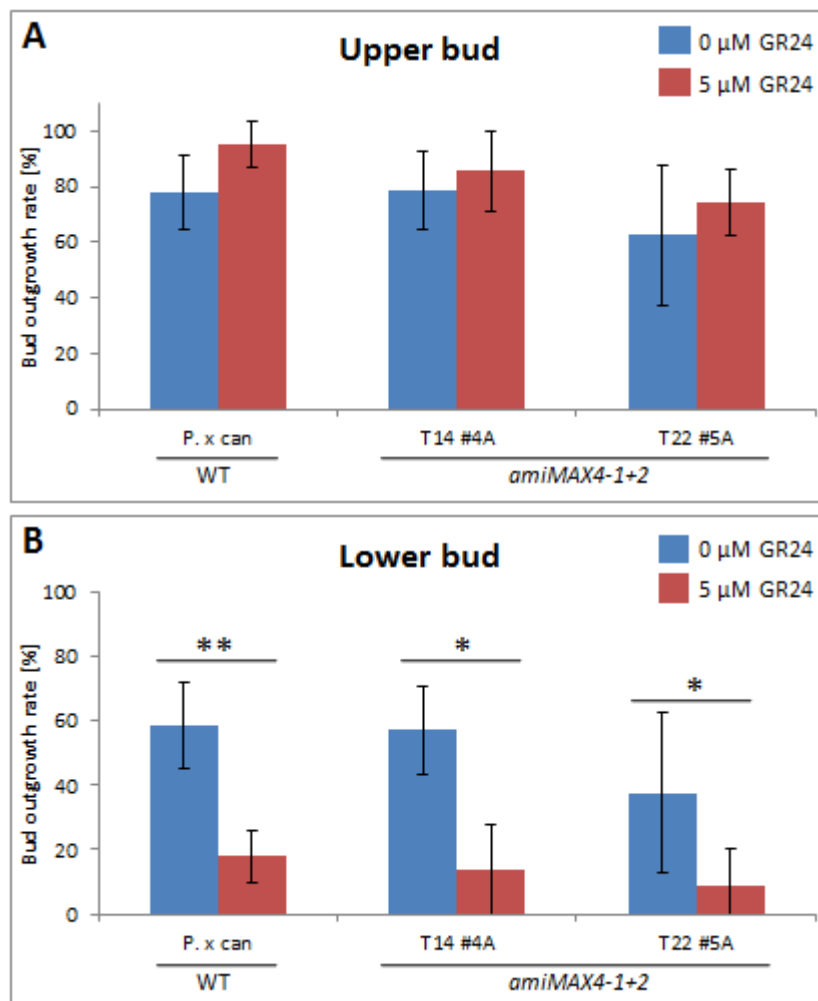 A
Upper bud
0 µM GR24
5 µM GR24
Bud outgrowth rate [%]
100
80
60
40
20
0
P. x can
T14 #4A
T22 #5A
WT
amiMAX4-1+2
B
Lower bud
0 µM GR24
5 µM GR24
Bud outgrowth rate [%]
100
80
60
40
20
0
**
*
*
P. x can
T14 #4A
T22 #5A
WT
amiMAX4-1+2